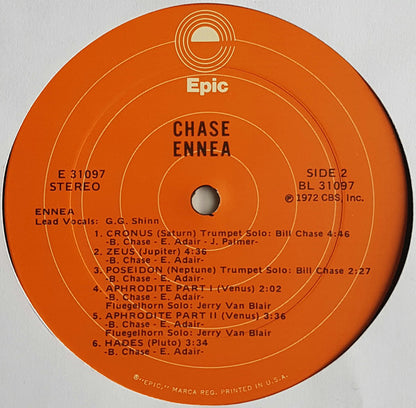 Epic
CHASE
ENNEA
E 31097
STEREO
SIDE 2
BL 31097
Ⓟ 1972 CBS, Inc.
ENNEA
Lead Vocals: G.G. Shinn
1. CRONUS (Saturn) Trumpet Solo: Bill Chase 4:46
-B. Chase - E. Adair - J. Palmer-
2. ZEUS (Jupiter) 4:36
-B. Chase - E. Adair-
3. POSEIDON (Neptune) Trumpet Solo: Bill Chase 2:27
-B. Chase - E. Adair-
4. APHRODITE PART I (Venus) 2:02
-B. Chase - E. Adair-
Fluegelhorn Solo: Jerry Van Blair
5. APHRODITE PART II (Venus) 3:36
-B. Chase - E. Adair-
Fluegelhorn Solo: Jerry Van Blair
6. HADES (Pluto) 3:34
-B. Chase - E. Adair-
®"EPIC," MARCA REG. PRINTED IN U.S.A.